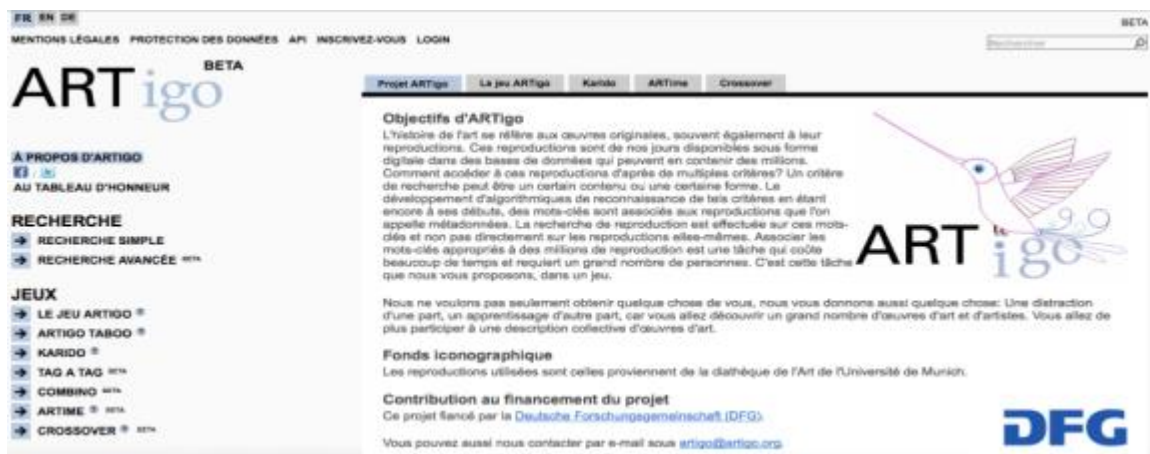 FR EN DE
BETA
MENTIONS LÉGALES PROTECTION DES DONNÉES API INSCRIVEZ-VOUS LOGIN
Rechercher
ARTigo BETA
À PROPOS D'ARTIGO
AU TABLEAU D'HONNEUR
RECHERCHE
RECHERCHE SIMPLE
RECHERCHE AVANCÉE BETA
JEUX
LE JEU ARTIGO ®
ARTIGO TABOO ®
KARIDO ®
TAG A TAG BETA
COMBINO BETA
ARTIME ® BETA
CROSSOVER ® BETA
Projet ARTigo La jeu ARTigo Karido ARTime Crossover
Objectifs d'ARTigo
L'histoire de l'art se réfère aux œuvres originales, souvent également à leur
reproductions. Ces reproductions sont de nos jours disponibles sous forme
digitale dans des bases de données qui peuvent en contenir des millions.
Comment accéder à ces reproductions d'après de multiples critères? Un critère
de recherche peut être un certain contenu ou une certaine forme. Le
développement d'algorithmiques de reconnaissance de tels critères en étant
encore à ses débuts, des mots-clés sont associés aux reproductions que l'on
appelle métadonnées. La recherche de reproduction est effectuée sur ces mots-
clés et non pas directement sur les reproductions elles-mêmes. Associer les
mots-clés appropriés à des millions de reproduction est une tâche qui coûte
beaucoup de temps et requiert un grand nombre de personnes. C'est cette tâche
que nous vous proposons, dans un jeu.
ART igo
Nous ne voulons pas seulement obtenir quelque chose de vous, nous vous donnons aussi quelque chose: Une distraction
d'une part, un apprentissage d'autre part, car vous allez découvrir un grand nombre d'œuvres d'art et d'artistes. Vous allez de
plus participer à une description collective d'œuvres d'art.
Fonds iconographique
Les reproductions utilisées sont celles proviennent de la diathèque de l'Art de l'Université de Munich.
Contribution au financement du projet
Ce projet fiancé par la Deutsche Forschungsgemeinschaft (DFG).
Vous pouvez aussi nous contacter par e-mail sous artigo@artigo.org.
DFG